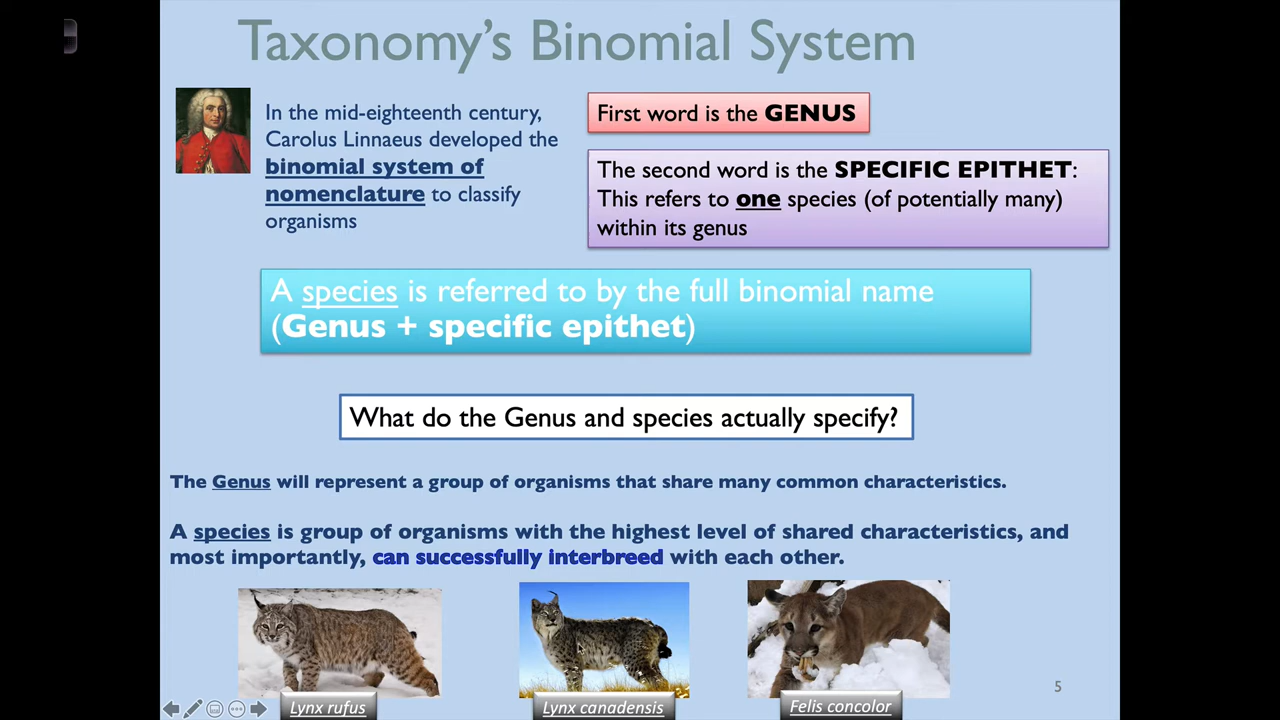 Taxonomy's Binomial System
In the mid-eighteenth century,
Carolus Linnaeus developed the
binomial system of
nomenclature to classify
organisms
First word is the GENUS
The second word is the SPECIFIC EPITHET:
This refers to one species (of potentially many)
within its genus
A species is referred to by the full binomial name
(Genus + specific epithet)
What do the Genus and species actually specify?
The Genus will represent a group of organisms that share many common characteristics.
A species is group of organisms with the highest level of shared characteristics, and
most importantly, can successfully interbreed with each other.
Lynx rufus
Lynx canadensis
Felis concolor
5